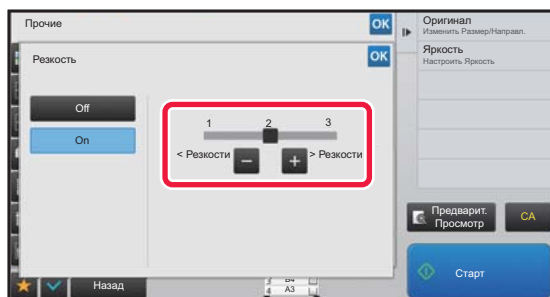 Прочие
OK
Резкость
OK
Off
On
1 2 3
< Резкости
> Резкости
Назад
A3
Оригинал
Изменить Размер/Направл.
Яркость
Настроить Яркость
Предварит.
Просмотр
CA
Старт